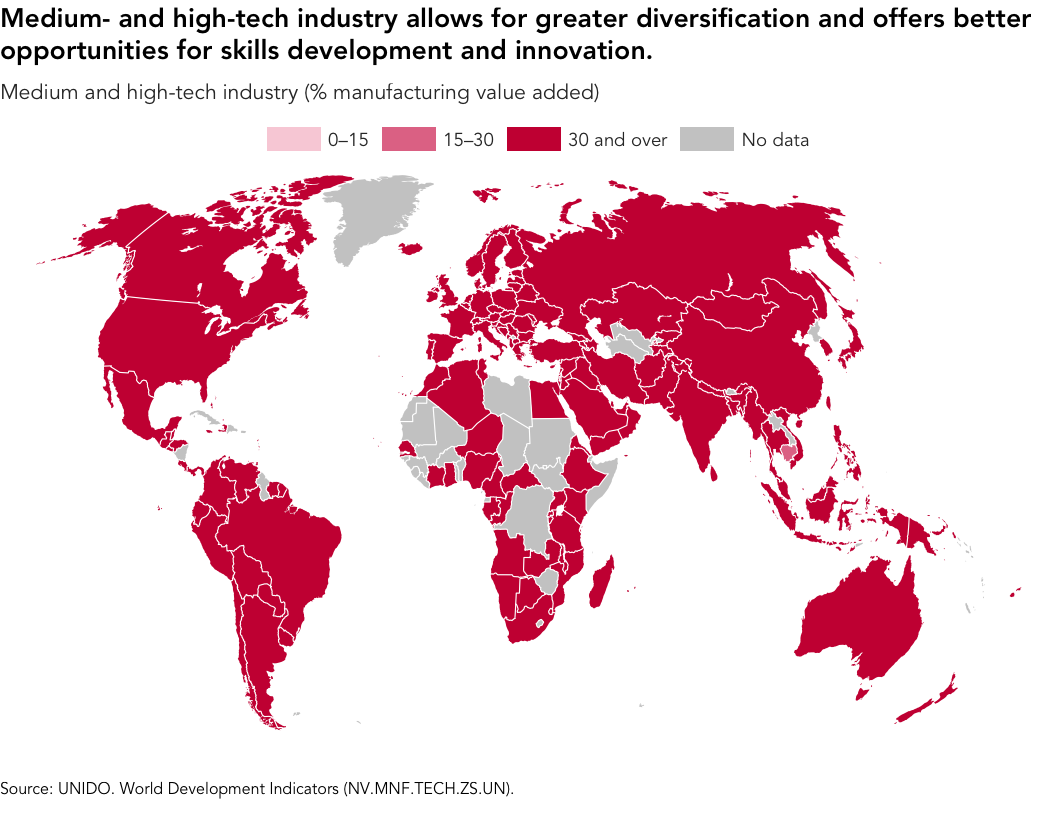 Medium- and high-tech industry allows for greater diversification and offers better
opportunities for skills development and innovation.
Medium and high-tech industry (% manufacturing value added)
0–15 15–30 30 and over No data
Source: UNIDO. World Development Indicators (NV.MNF.TECH.ZS.UN).